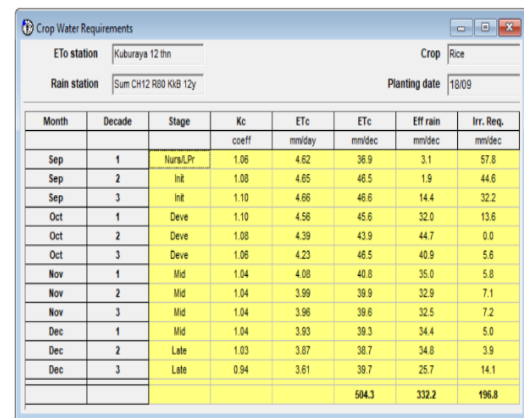 Crop Water Requirements
ETo station Kuburaya 12 thn Crop Rice
Rain station Sum CH12 R80 KkB 12y Planting date 18/09
Month Decade Stage Kc ETc ETc Eff rain Irr. Req.
coeff mm/day mm/dec mm/dec mm/dec
Sep 1 Nurs/LPr 1.06 4.62 36.9 3.1 57.8
Sep 2 Init 1.08 4.65 46.5 1.9 44.6
Sep 3 Init 1.10 4.66 46.6 14.4 32.2
Oct 1 Deve 1.10 4.56 45.6 32.0 13.6
Oct 2 Deve 1.08 4.39 43.9 44.7 0.0
Oct 3 Deve 1.06 4.23 46.5 40.9 5.6
Nov 1 Mid 1.04 4.08 40.8 35.0 5.8
Nov 2 Mid 1.04 3.99 39.9 32.9 7.1
Nov 3 Mid 1.04 3.96 39.6 32.5 7.2
Dec 1 Mid 1.04 3.93 39.3 34.4 5.0
Dec 2 Late 1.03 3.87 38.7 34.8 3.9
Dec 3 Late 0.94 3.61 39.7 25.7 14.1
504.3 332.2 196.8